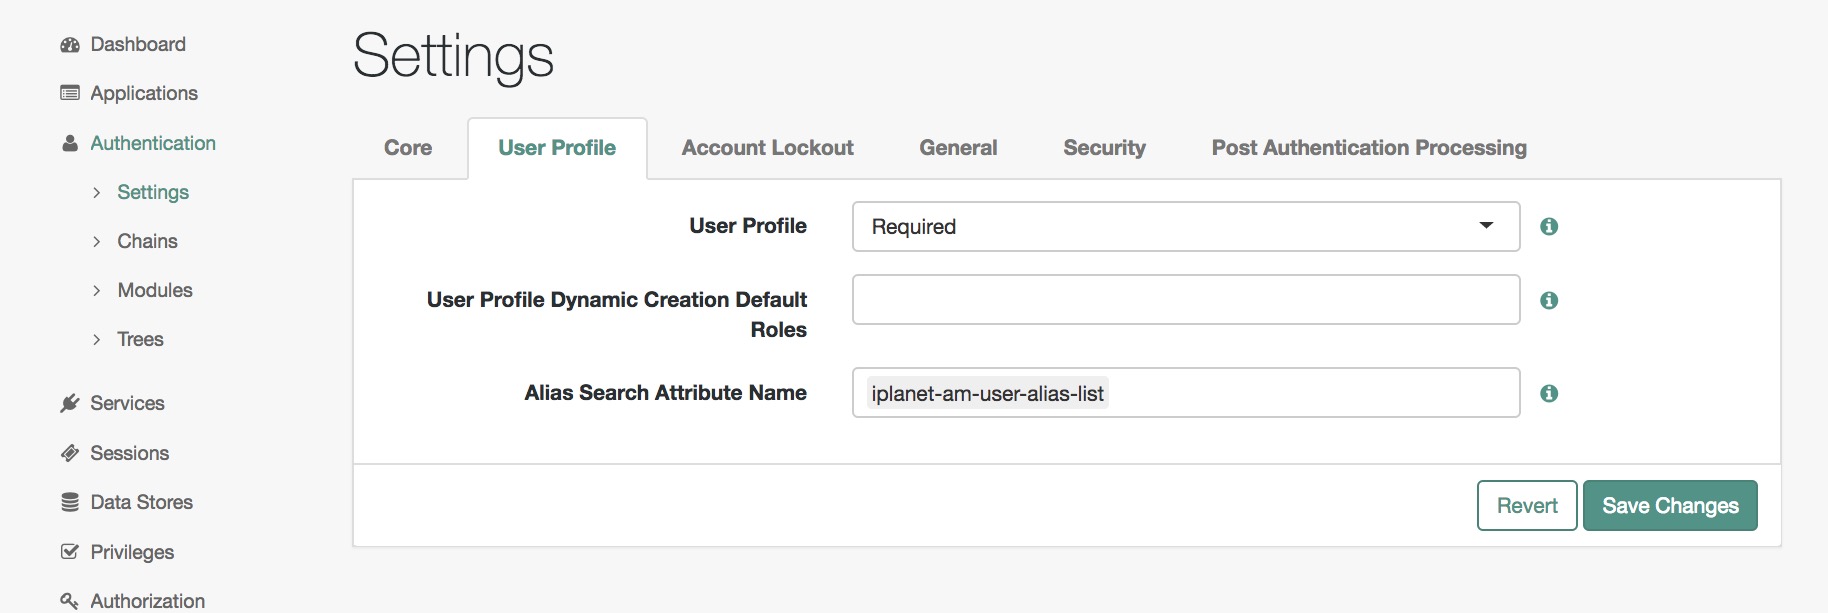 Dashboard
Applications
Authentication
Settings
Chains
Modules
Trees
Services
Sessions
Data Stores
Privileges
Authorization
Settings
Core
User Profile
Account Lockout
General
Security
Post Authentication Processing
User Profile
Required
User Profile Dynamic Creation Default
Roles
Alias Search Attribute Name
iplanet-am-user-alias-list
Revert
Save Changes